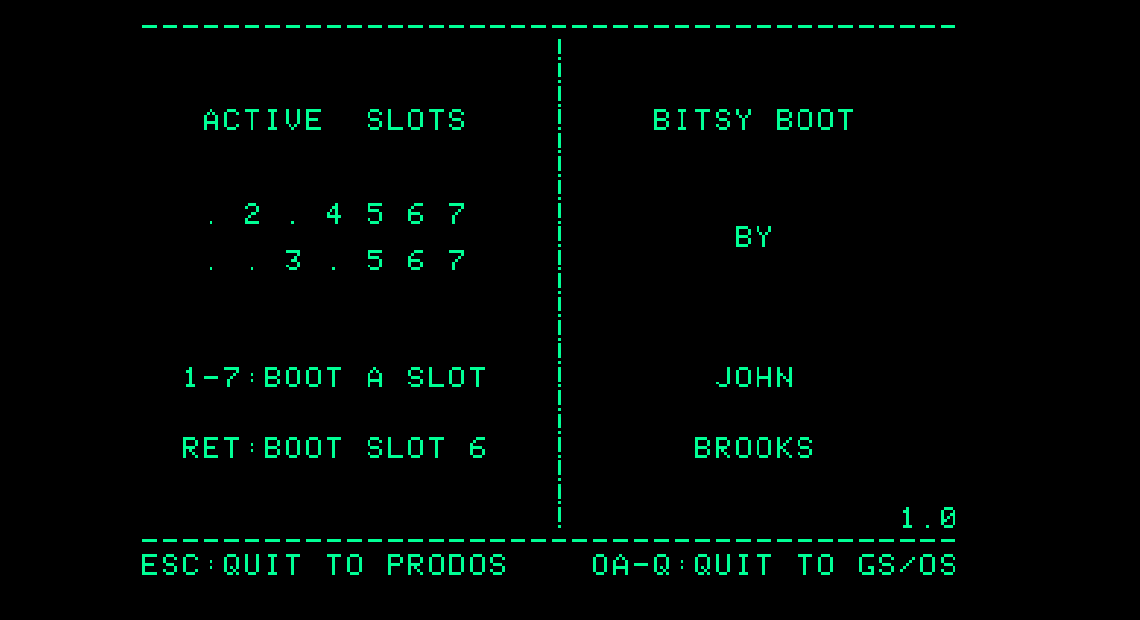 ACTIVE  SLOTS
. 2 . 4 5 6 7
. . 3 . 5 6 7
1-7:BOOT A SLOT
RET:BOOT SLOT 6
BITSY BOOT
BY
JOHN
BROOKS
1.0
ESC:QUIT TO PRODOS
OA-Q:QUIT TO GS/OS